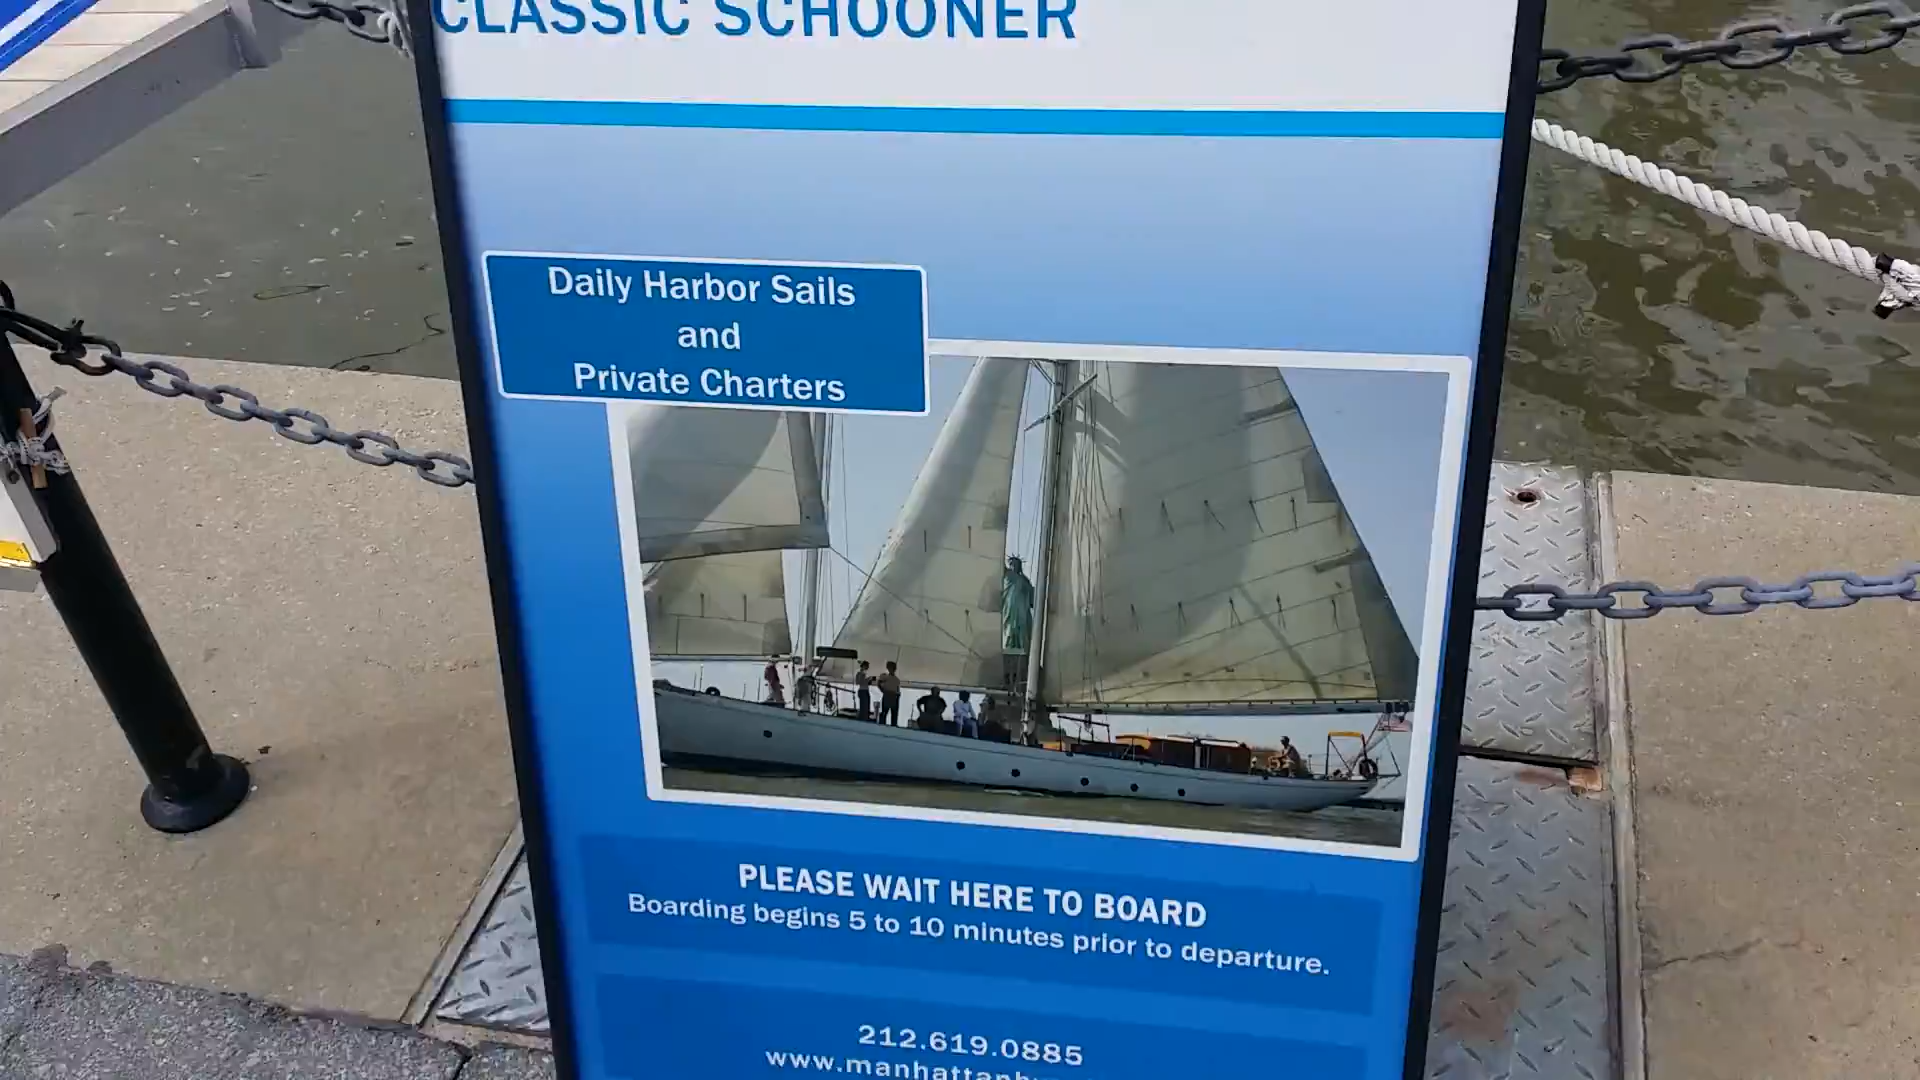 CLASSIC SCHOONER
Daily Harbor Sails
and
Private Charters
PLEASE WAIT HERE TO BOARD
Boarding begins 5 to 10 minutes prior to departure.
212.619.0885